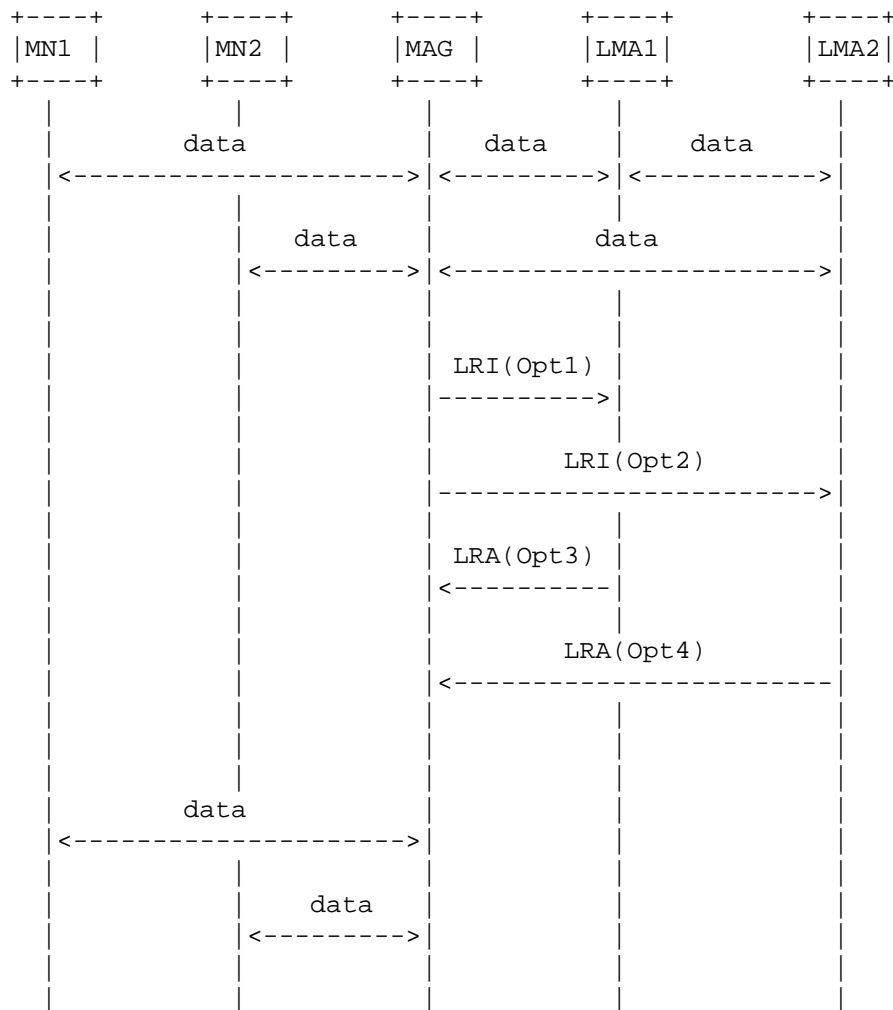 MN1 MN2 MAG LMA1 LMA2
data data data
data data
LRI(Opt1)
LRI(Opt2)
LRA(Opt3)
LRA(Opt4)
data
data